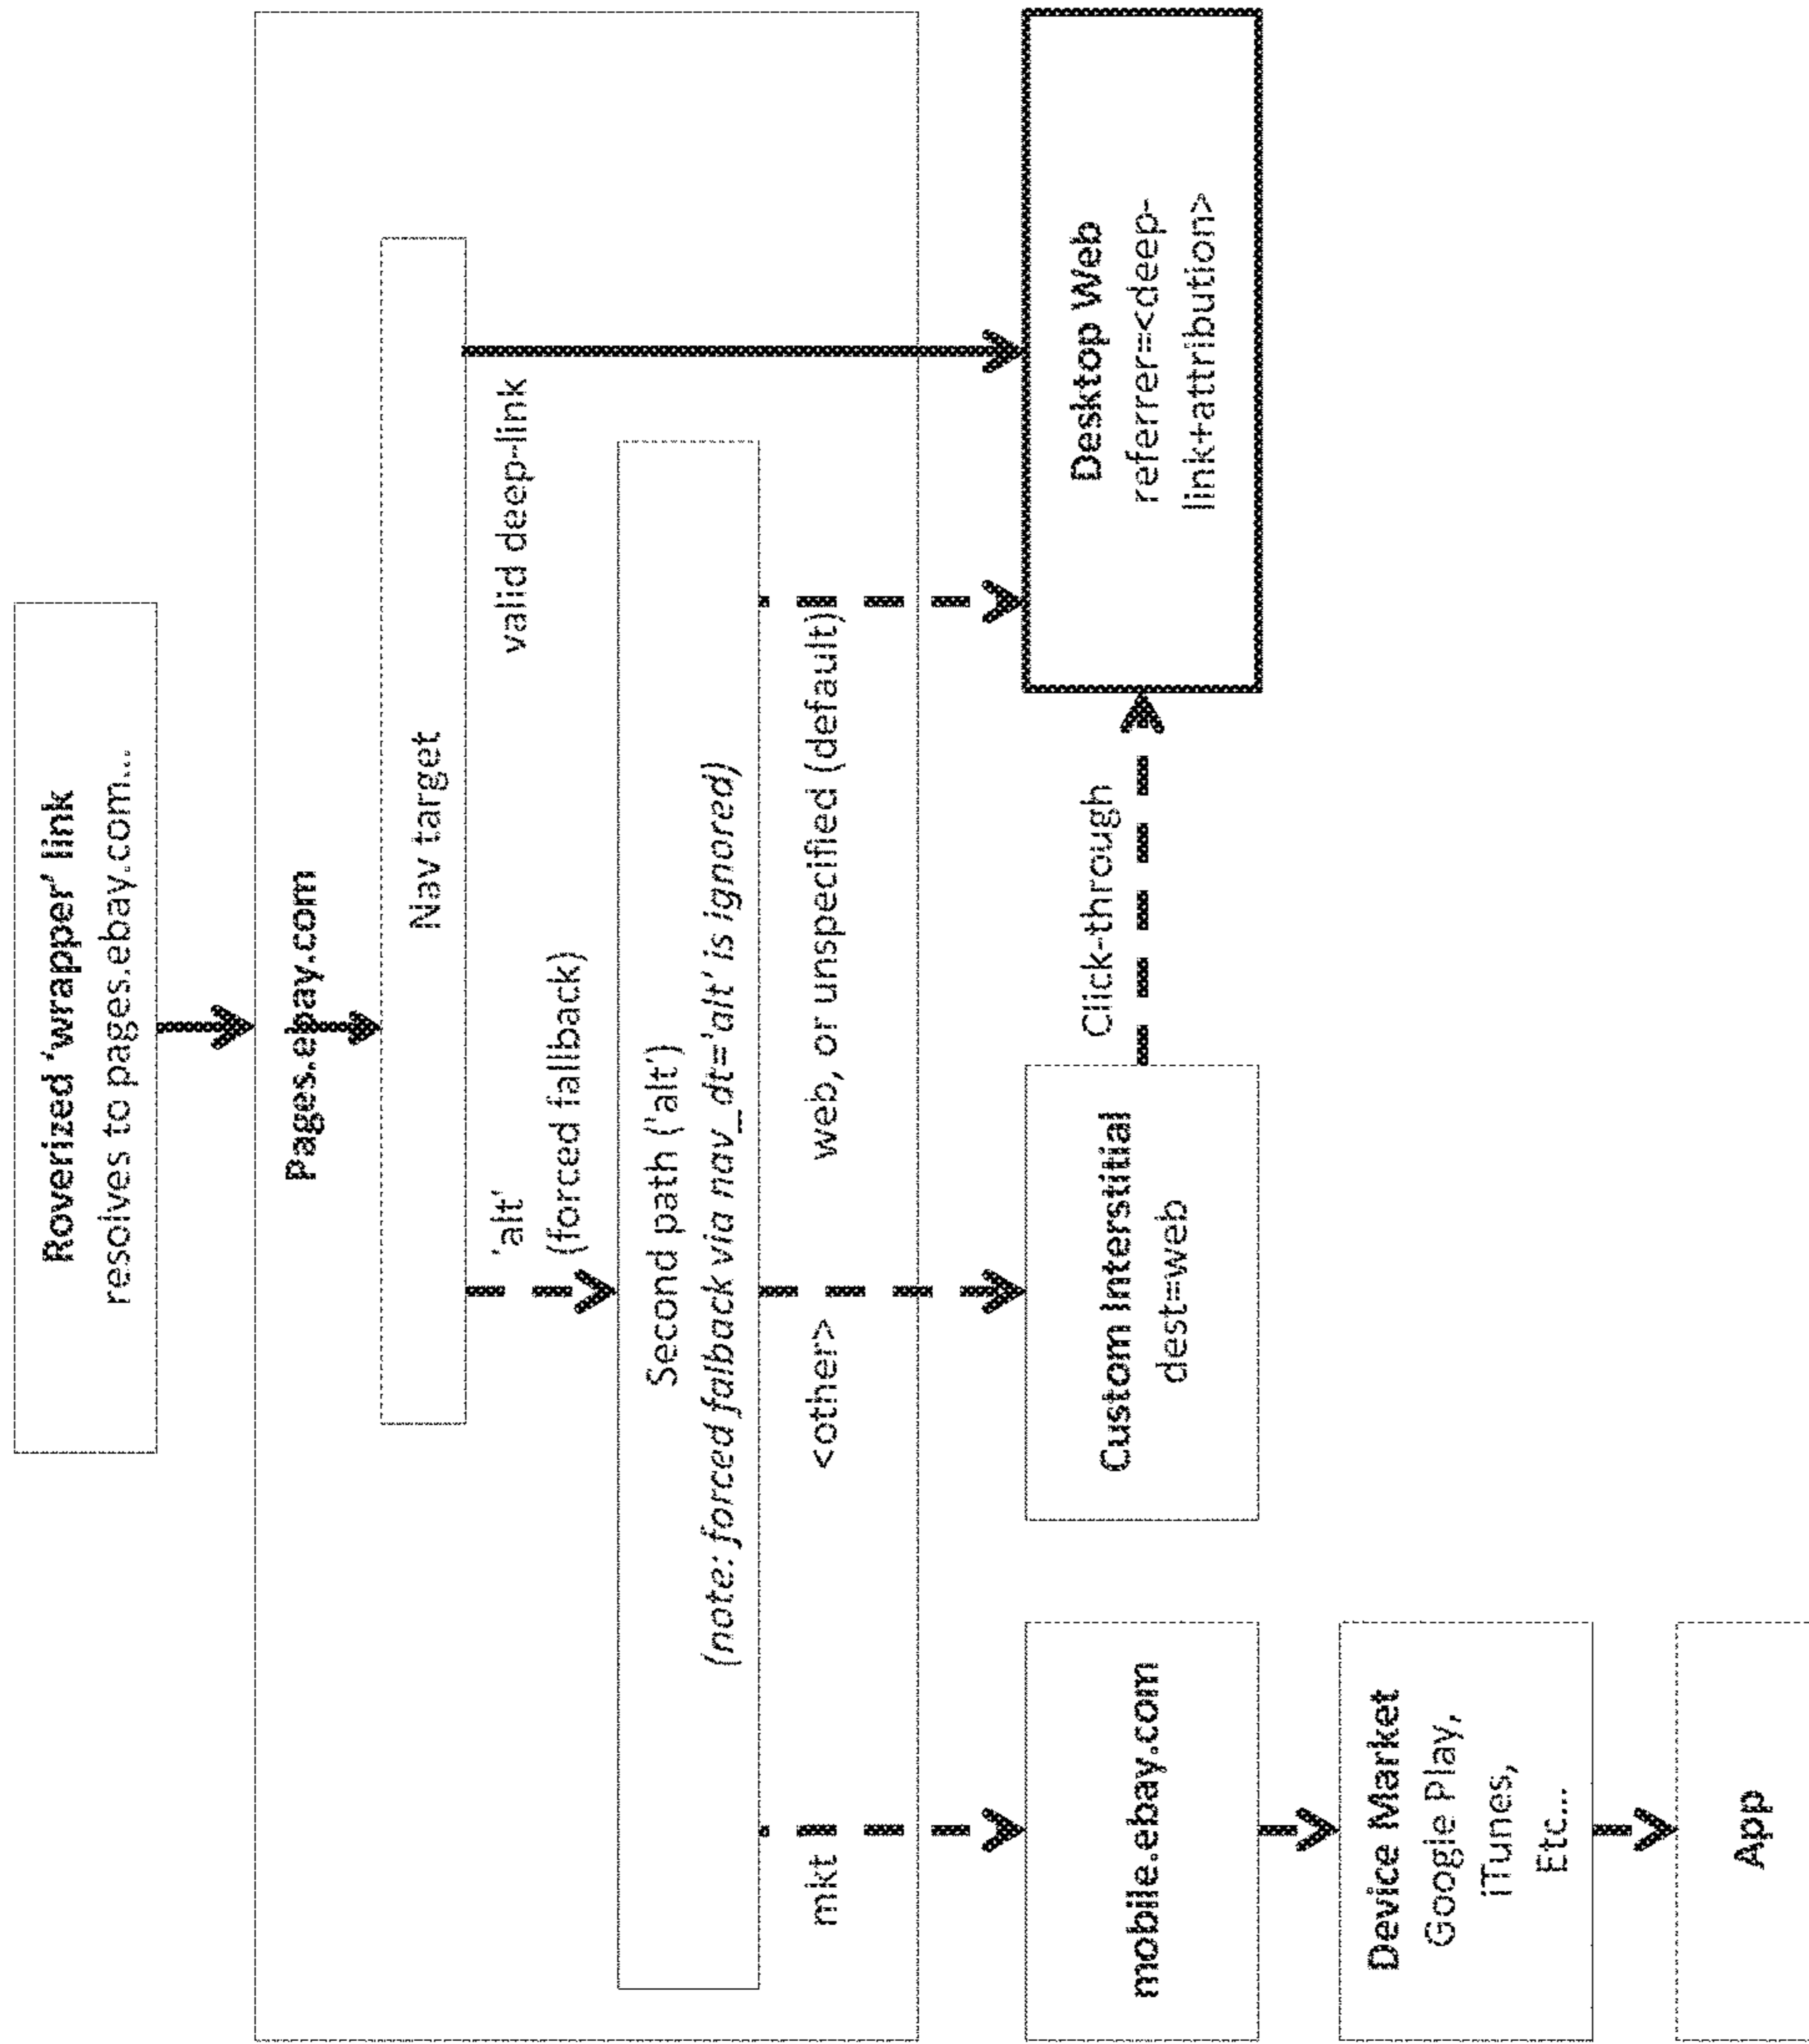 Roverized 'wrapper' link
resolves to pages.ebay.com...
Pages.ebay.com
Nav target
'alt'
(forced fallback)
valid deep-link
Second path ('alt')
(note: forced falback via nav_dt='alt' is ignored)
mkt
<other>
web, or unspecified (default)
mobile.ebay.com
Custom Interstitial
dest=web
Click-through
Desktop Web
referrer=<deep-
link+attribution>
Device Market
Google Play,
iTunes,
Etc...
App